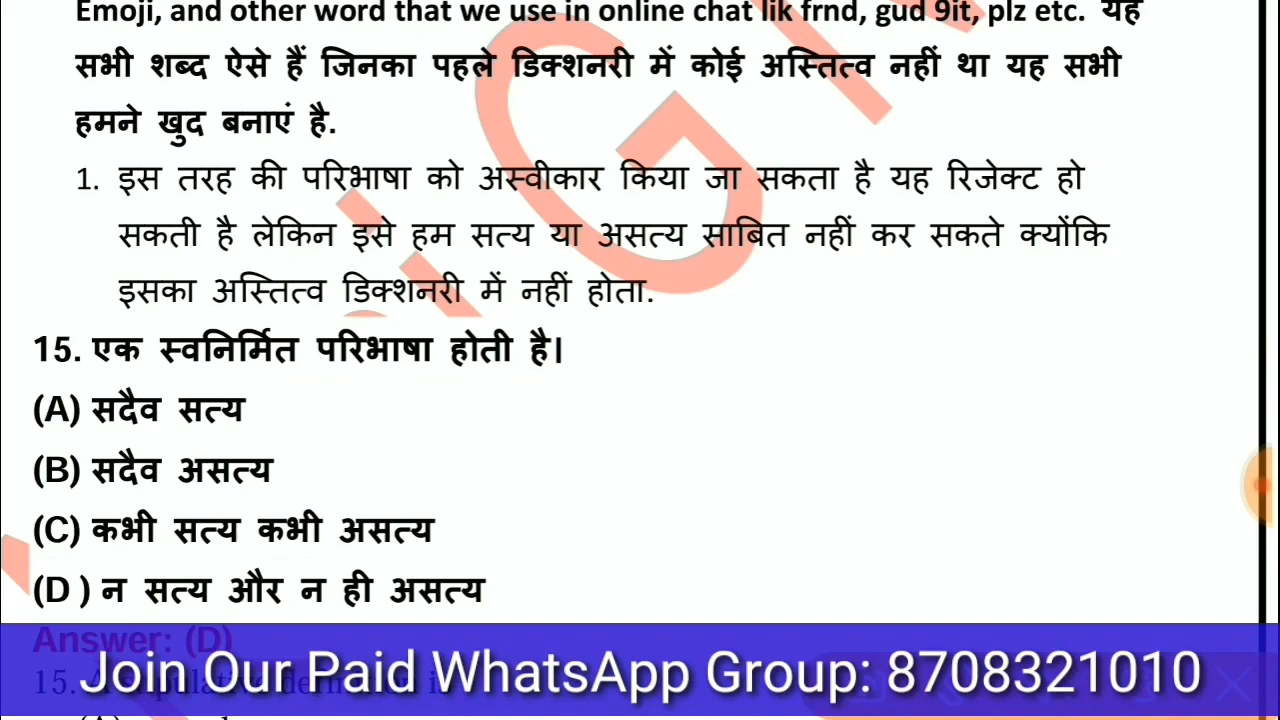 Emoji, and other word that we use in online chat lik frnd, gud 9it, plz etc. यह
सभी शब्द ऐसे हैं जिनका पहले डिक्शनरी में कोई अस्तित्व नहीं था यह सभी
हमने खुद बनाएं है.
1. इस तरह की परिभाषा को अस्वीकार किया जा सकता है यह रिजेक्ट हो
सकती है लेकिन इसे हम सत्य या असत्य साबित नहीं कर सकते क्योंकि
इसका अस्तित्व डिक्शनरी में नहीं होता.
15. एक स्वनिर्मित परिभाषा होती है।
(A) सदैव सत्य
(B) सदैव असत्य
(C) कभी सत्य कभी असत्य
(D ) न सत्य और न ही असत्य
Answer: (D)
Join Our Paid WhatsApp Group: 8708321010
15.